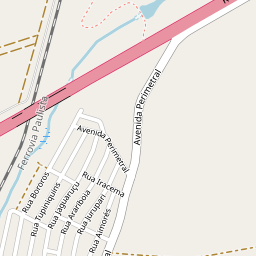 Avenida Perimetral
Ferrovia Paulista
Avenida Perimetral
Rua Iracema
Rua Bororos
Rua Tupiniquins
Rua Jaguaruçu
Rua Araribóia
Rua Jurupari
Rua Aimorés